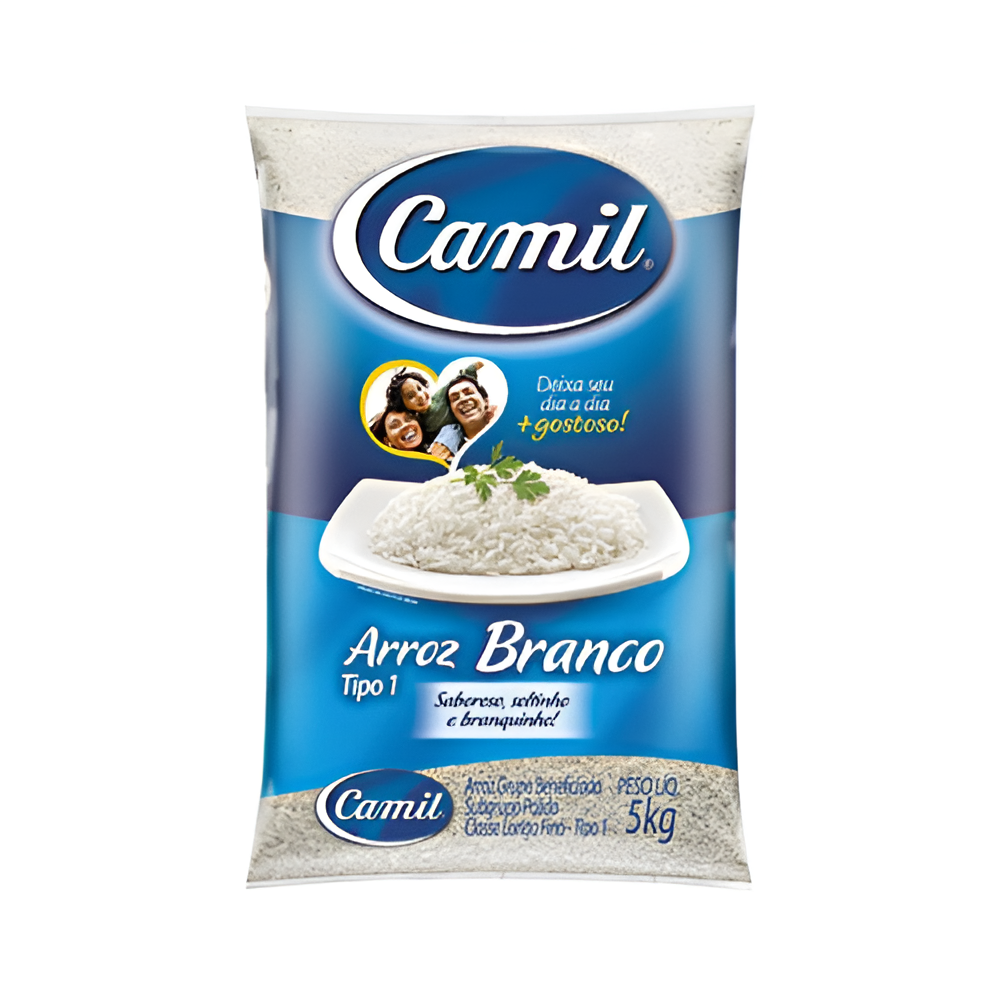 Camil
Deixa seu
dia a dia
+gostoso!
Arroz Branco
Tipo 1
Saboroso, soltinho
e branquinho!
Camil
Arroz Grupo Beneficiado
Subgrupo Polido
Classe Longo Fino - Tipo 1
PESO LÍQ.
5kg